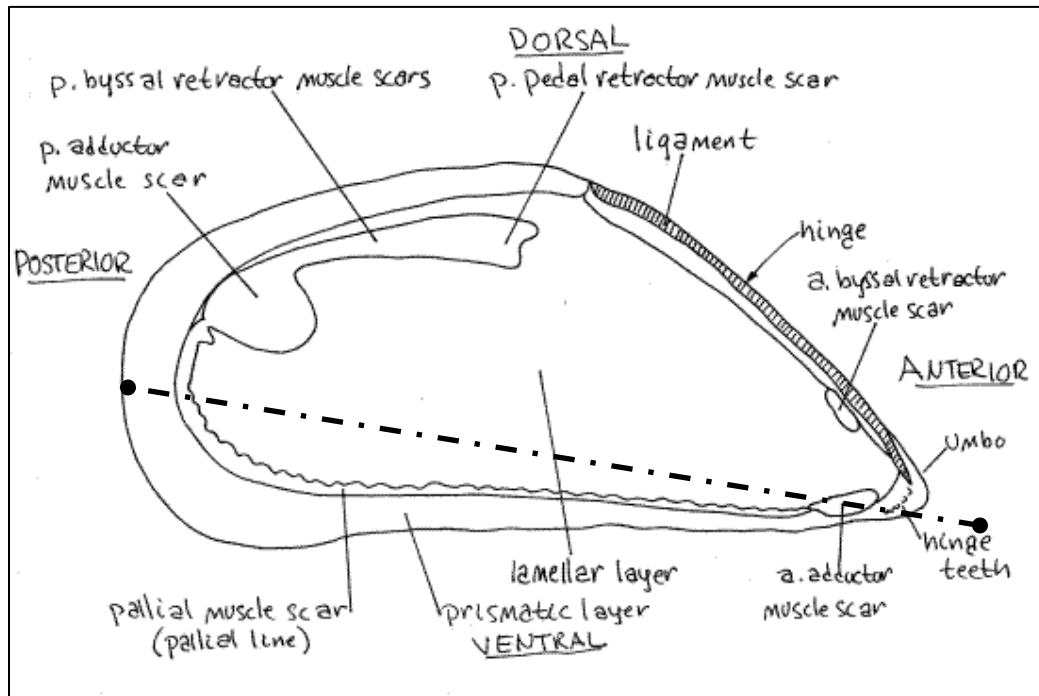 DORSAL
p. byssal retractor muscle scars
p. pedal retractor muscle scar
p. adductor
muscle scar
ligament
hinge
POSTERIOR
a. byssal retractor
muscle scar
ANTERIOR
umbo
hinge
teeth
lamellar layer
a. adductor
muscle scar
pallial muscle scar
(pallial line)
prismatic layer
VENTRAL